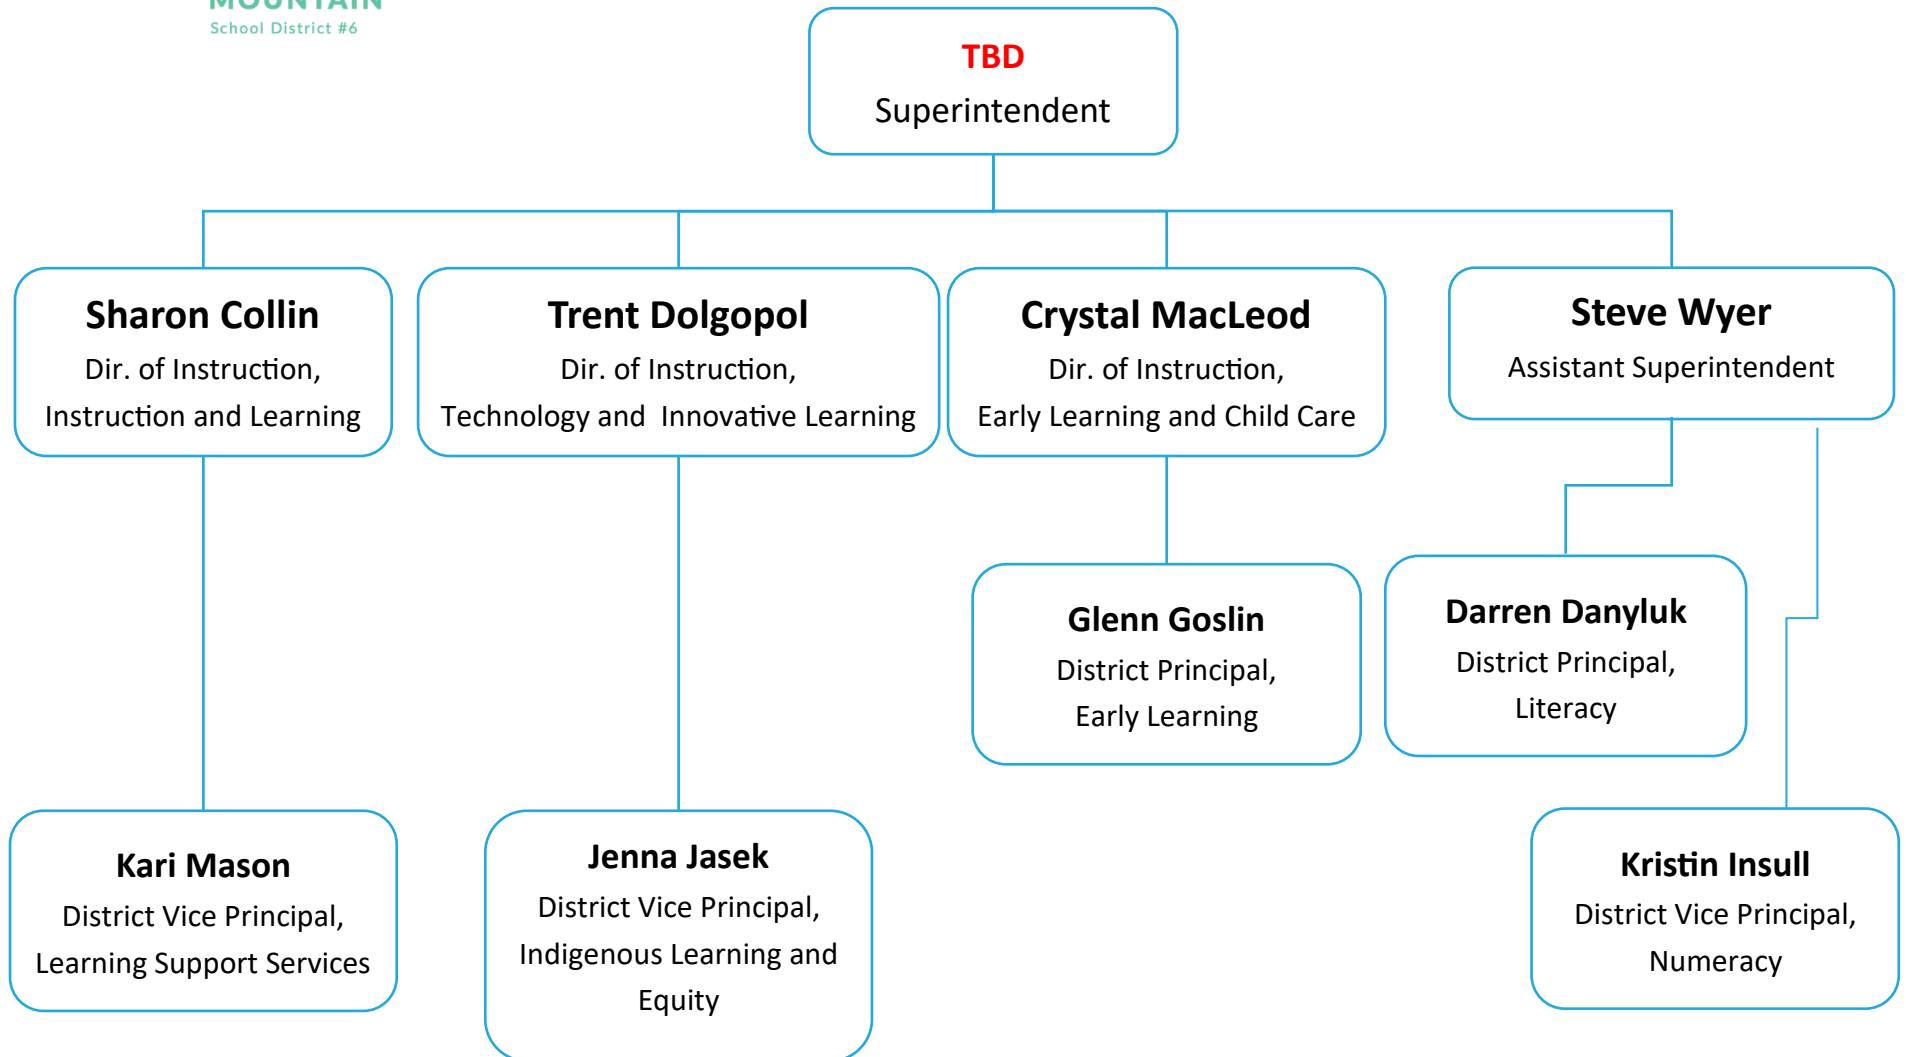 MOUNTAIN
School District #6
TBD
Superintendent
Sharon Collin
Dir. of Instruction,
Instruction and Learning
Trent Dolgopol
Dir. of Instruction,
Technology and  Innovative Learning
Crystal MacLeod
Dir. of Instruction,
Early Learning and Child Care
Steve Wyer
Assistant Superintendent
Glenn Goslin
District Principal,
Early Learning
Darren Danyluk
District Principal,
Literacy
Kari Mason
District Vice Principal,
Learning Support Services
Jenna Jasek
District Vice Principal,
Indigenous Learning and
Equity
Kristin Insull
District Vice Principal,
Numeracy